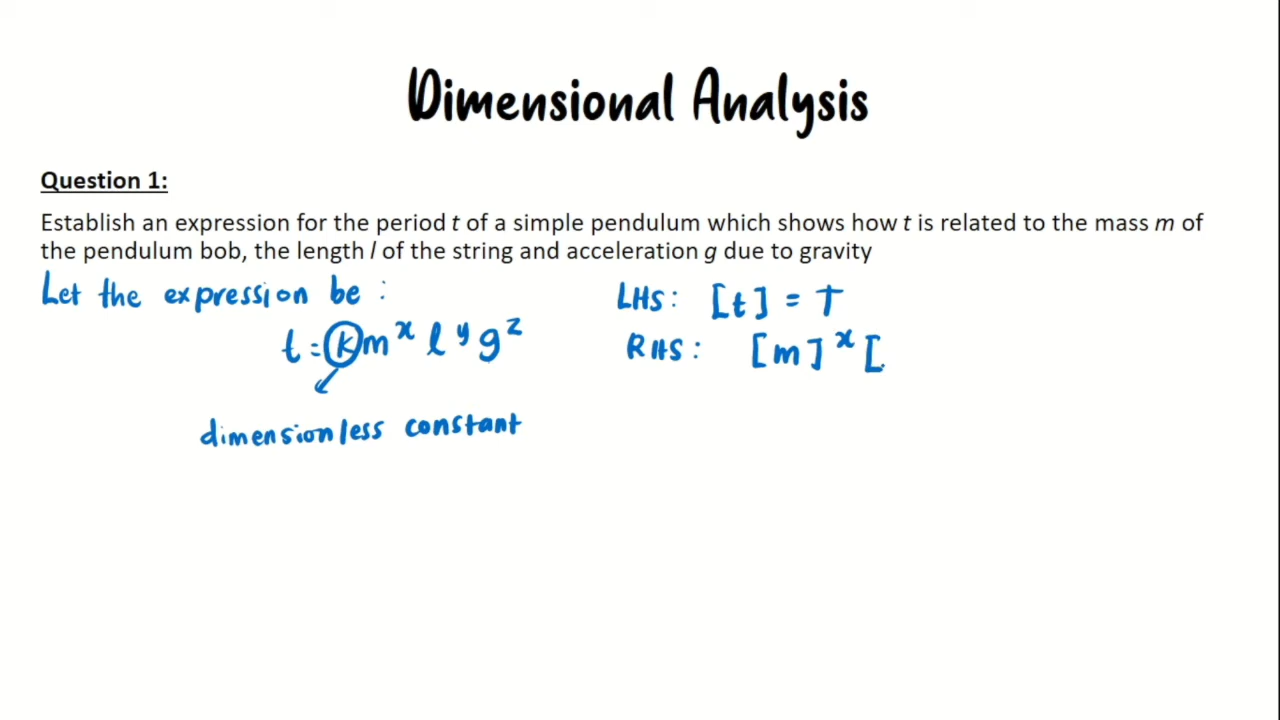 Dimensional Analysis
Question 1:
Establish an expression for the period t of a simple pendulum which shows how t is related to the mass m of
the pendulum bob, the length l of the string and acceleration g due to gravity
Let the expression be :
t = k m^x l^y g^z
dimensionless constant
LHS : [t] = T
RHS : [m]^x [